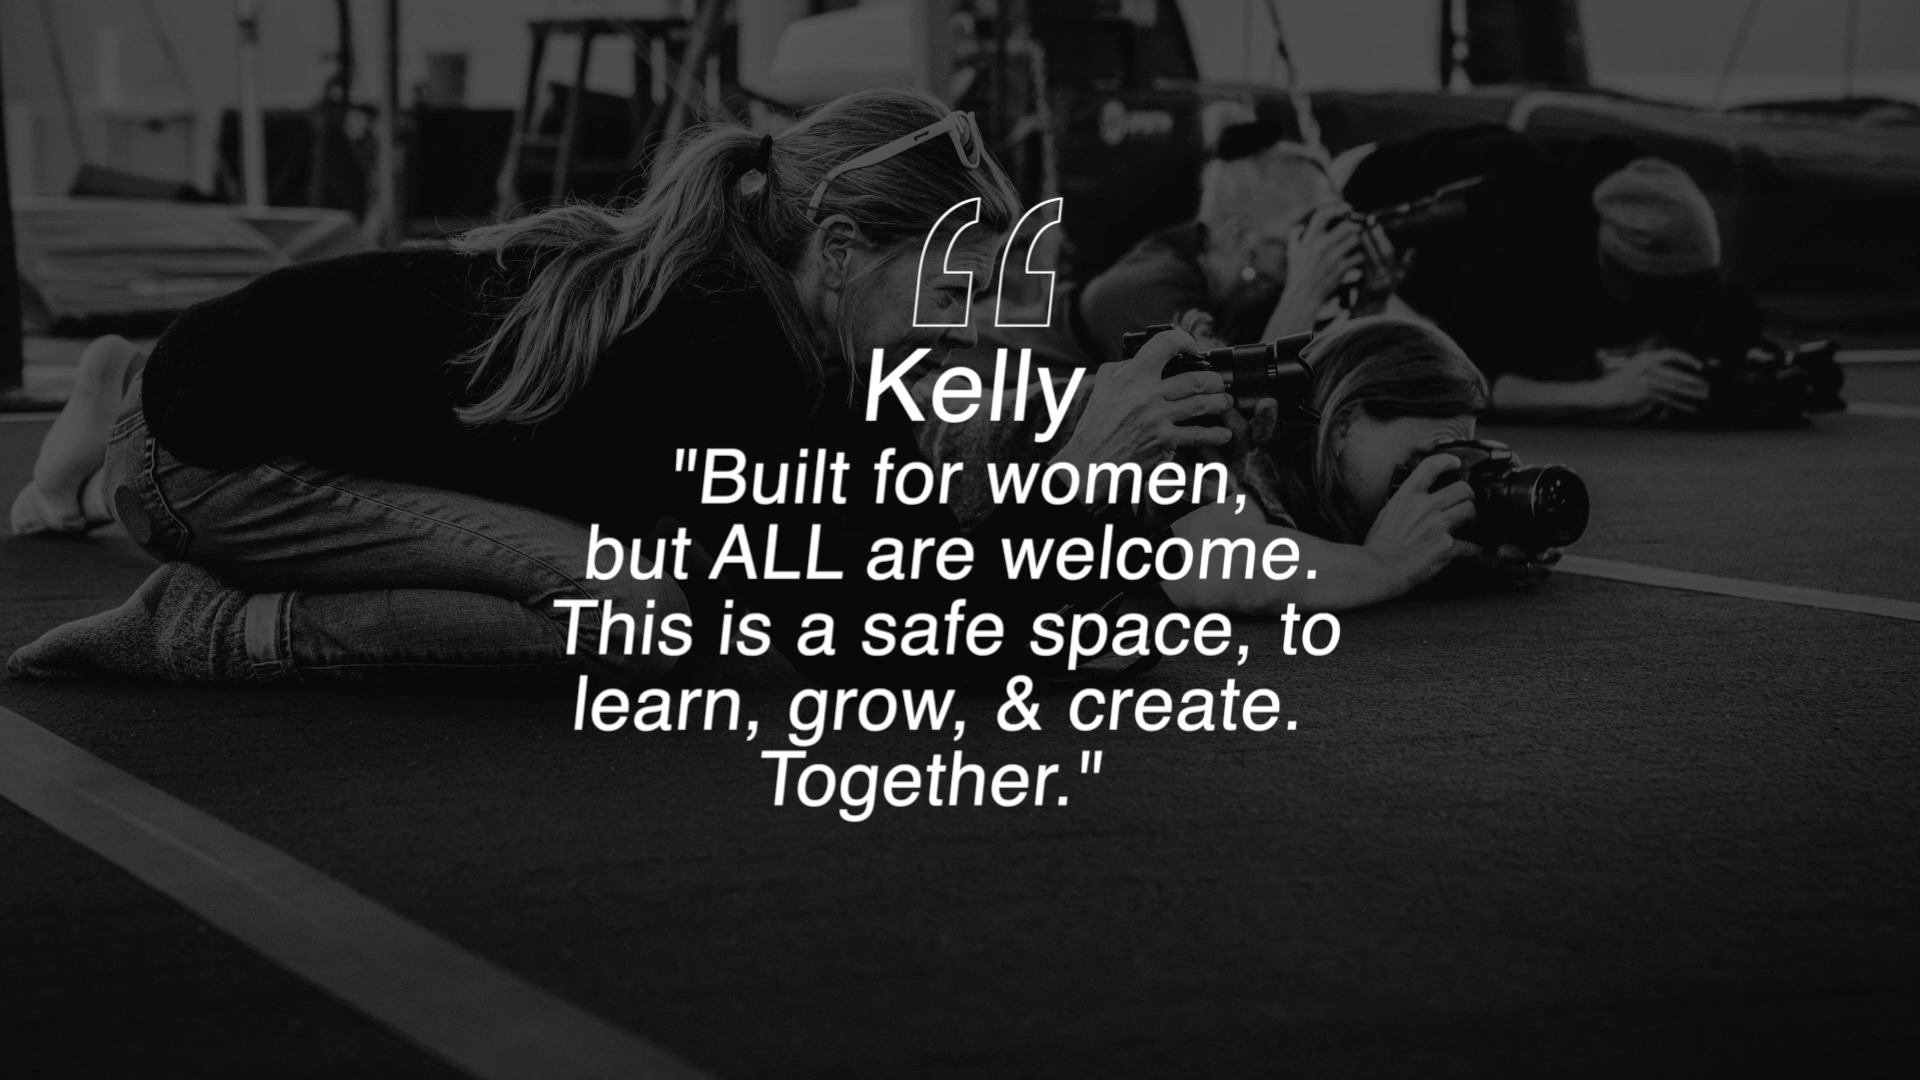 “
Kelly
"Built for women,
but ALL are welcome.
This is a safe space, to
learn, grow, & create.
Together."